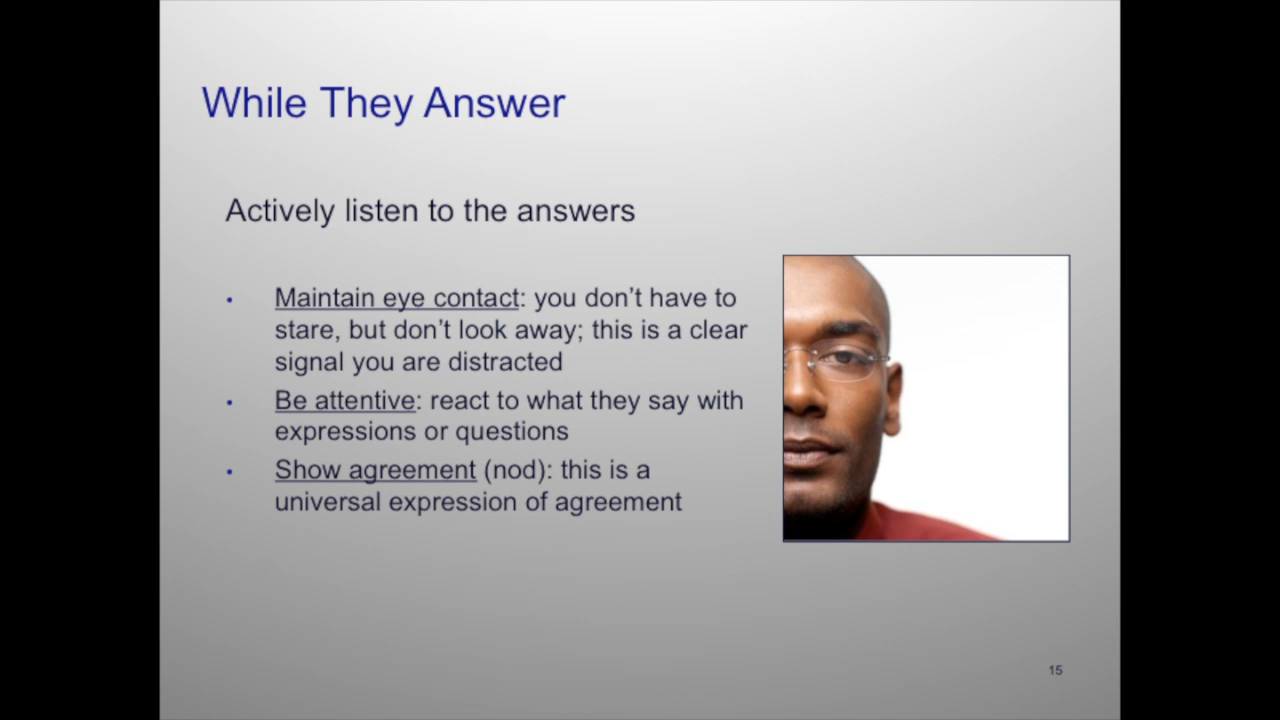 While They Answer
Actively listen to the answers
• Maintain eye contact: you don’t have to
stare, but don’t look away; this is a clear
signal you are distracted
• Be attentive: react to what they say with
expressions or questions
• Show agreement (nod): this is a
universal expression of agreement
15